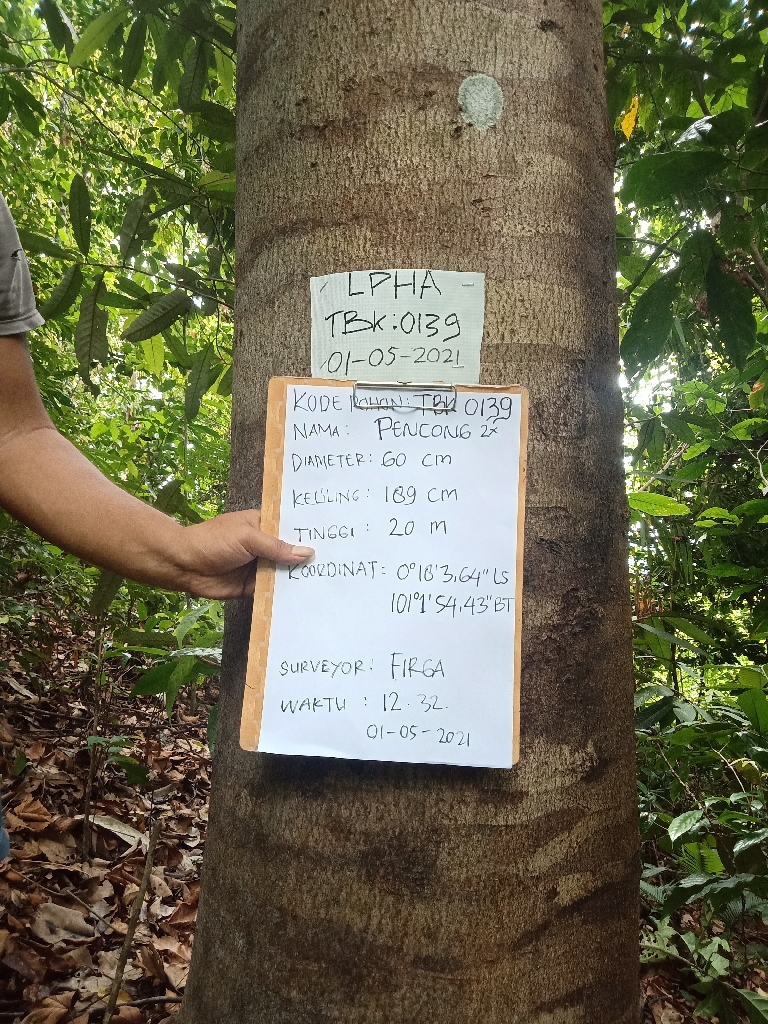 LPHA
TBK:0139
01-05-2021
KODE POHON: TBK 0139
NAMA: PENCONG 2x
DIAMETER: 60 cm
KELILING: 189 cm
TINGGI: 20 m
KOORDINAT: 0°18'3,64" LS
101°1'54,43" BT
SURVEYOR: FIRGA
WAKTU : 12.32.
01-05-2021